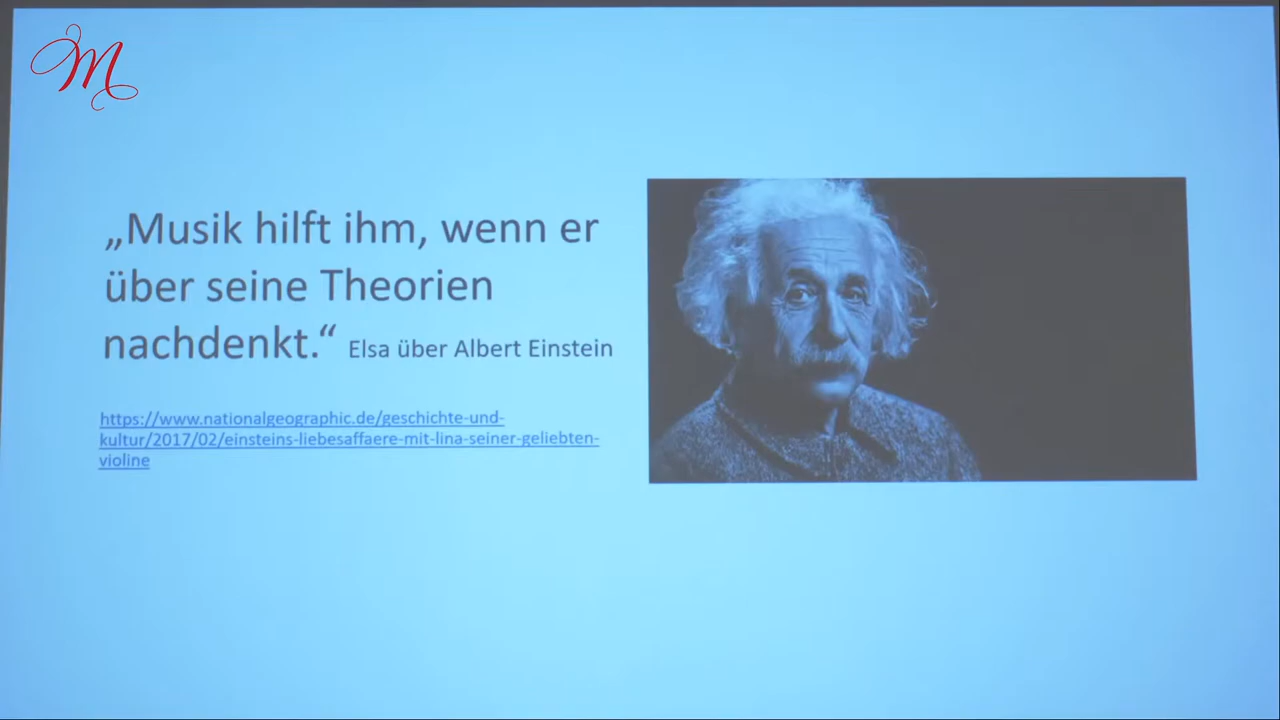 M
„Musik hilft ihm, wenn er
über seine Theorien
nachdenkt.“ Elsa über Albert Einstein
https://www.nationalgeographic.de/geschichte-und-
kultur/2017/02/einsteins-liebesaffaere-mit-lina-seiner-geliebten-
violine